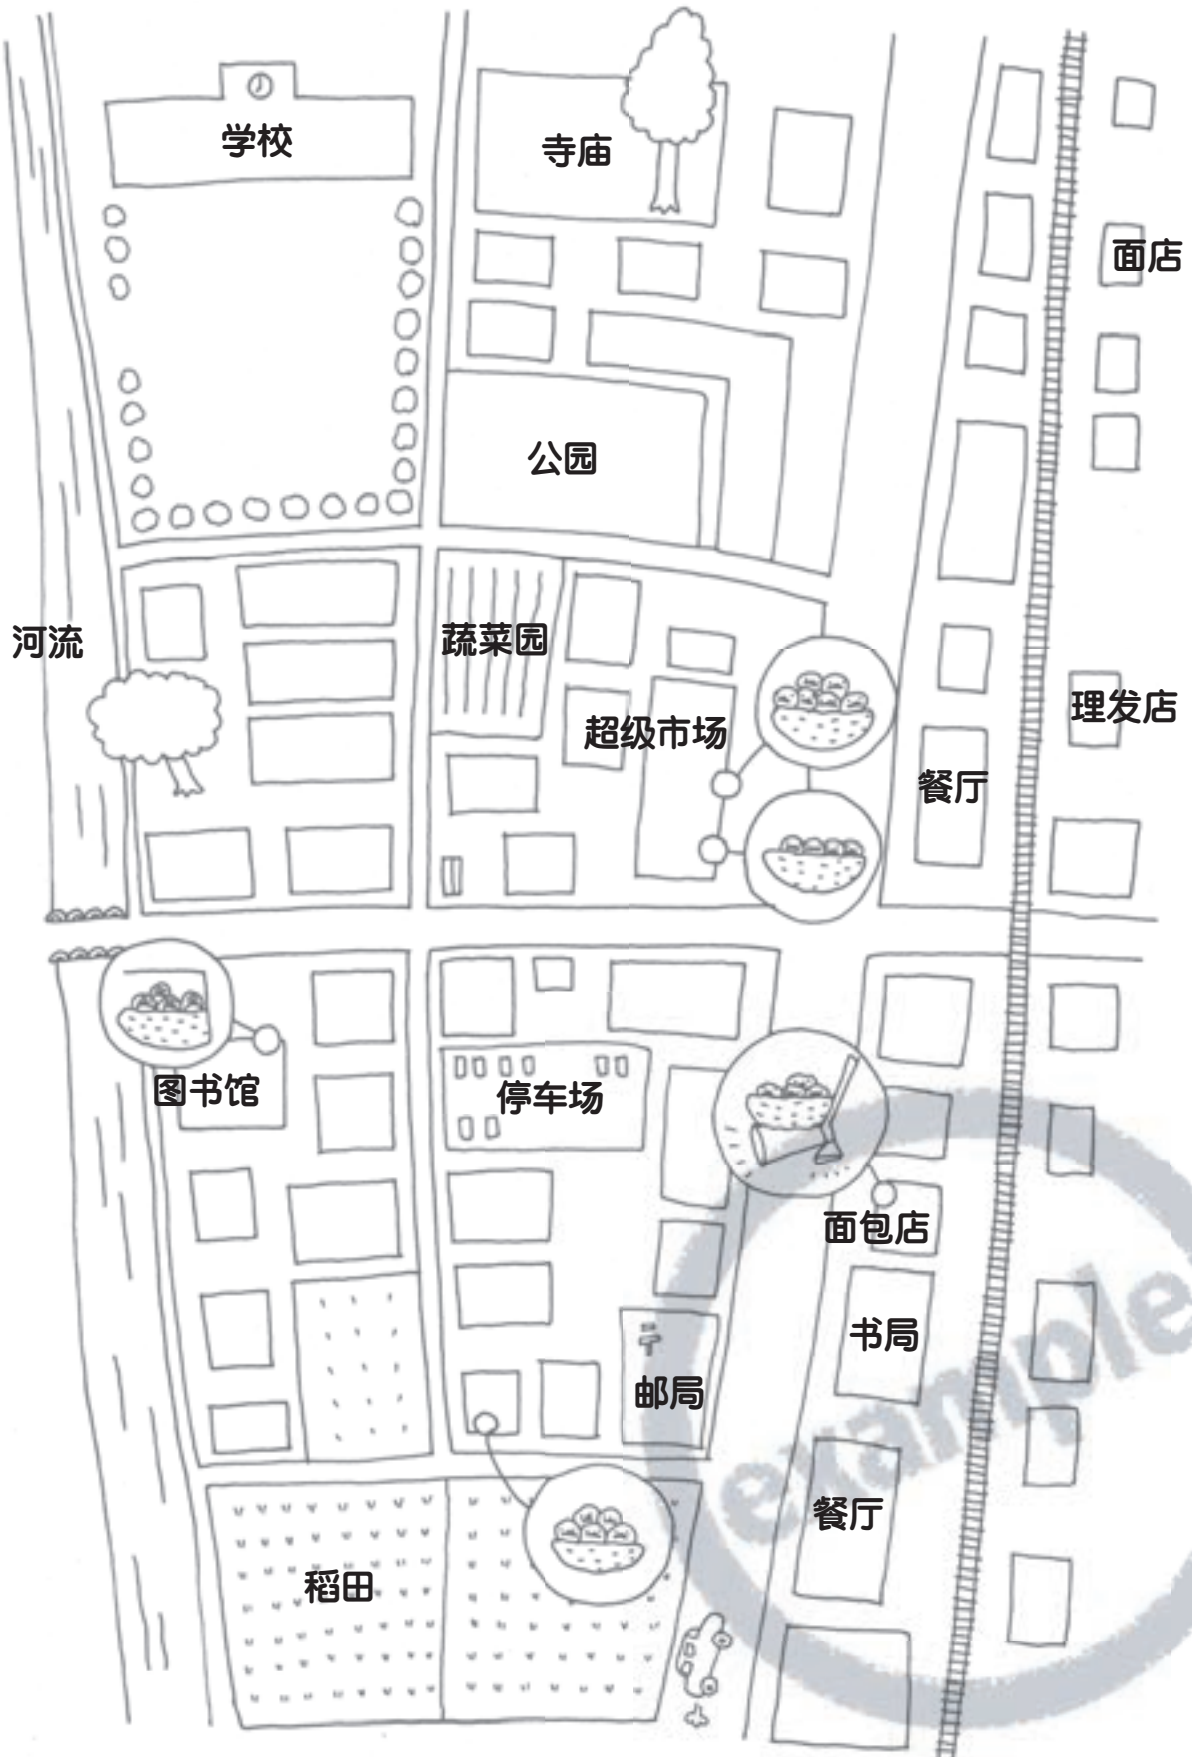 学校
寺庙
面店
公园
河流
蔬菜园
超级市场
理发店
餐厅
图书馆
停车场
面包店
书局
邮局
餐厅
稻田
example